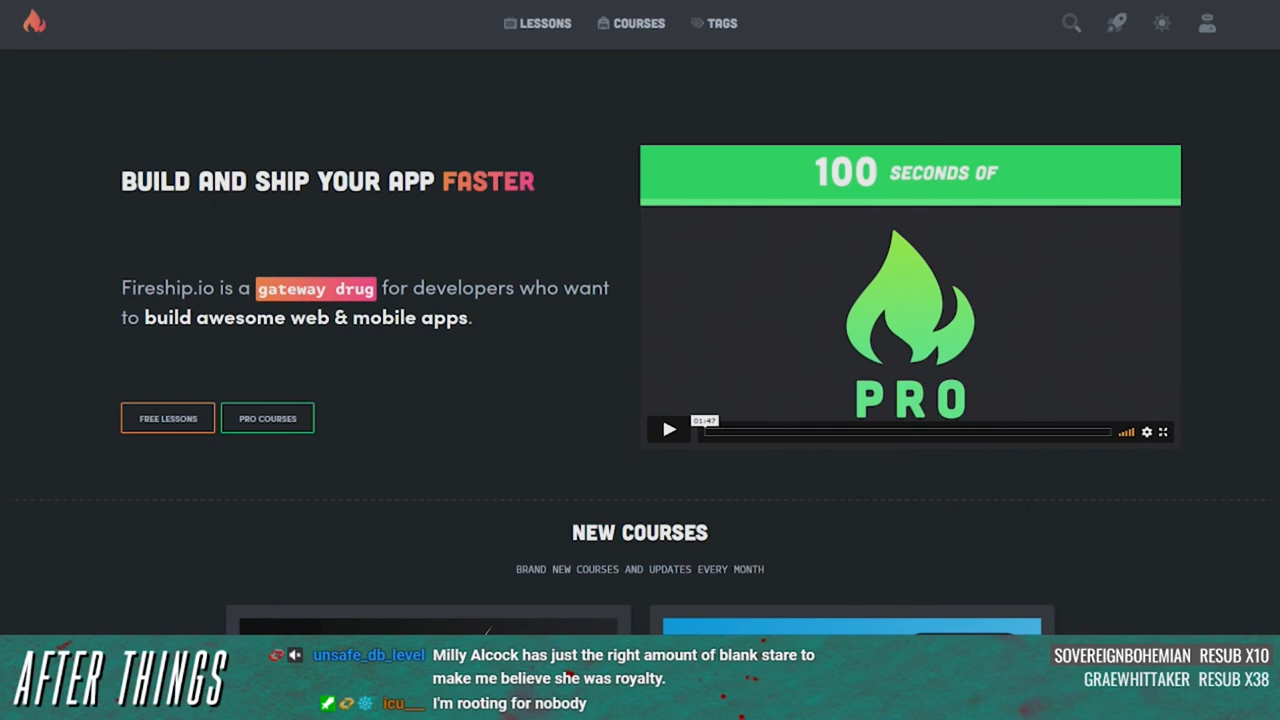 LESSONS
COURSES
TAGS
BUILD AND SHIP YOUR APP FASTER
Fireship.io is a gateway drug for developers who want
to build awesome web & mobile apps.
FREE LESSONS
PRO COURSES
100 SECONDS OF
PRO
01:47
NEW COURSES
BRAND NEW COURSES AND UPDATES EVERY MONTH
AFTER THINGS
unsafe_db_level Milly Alcock has just the right amount of blank stare to
make me believe she was royalty.
icu__ I'm rooting for nobody
SOVEREIGNBOHEMIAN RESUB X10
GRAEWHITTAKER RESUB X38